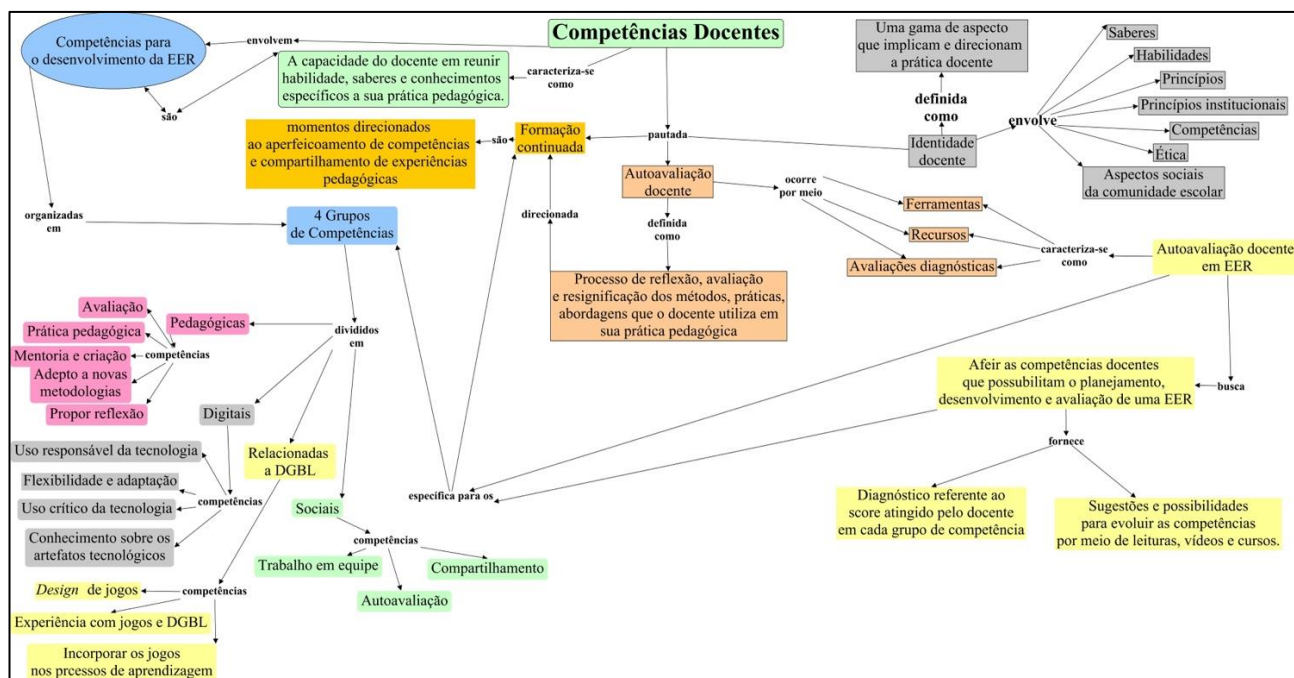 Competências Docentes
Competências para
o desenvolvimento da EER
envolvem
A capacidade do docente em reunir
habilidade, saberes e conhecimentos
específicos a sua prática pedagógica.
caracteriza-se
como
são
Uma gama de aspecto
que implicam e direcionam
a prática docente
definida
como
Identidade
docente
envolve
Saberes
Habilidades
Princípios
Princípios institucionais
Competências
Ética
Aspectos sociais
da comunidade escolar
momentos direcionados
ao aperfeicoamento de competências
e compartilhamento de experiências
pedagógicas
são
Formação
continuada
pautada
Autoavaliação
docente
ocorre
por meio
Ferramentas
Recursos
Avaliações diagnósticas
caracteriza-se
como
Autoavaliação docente
em EER
definida
como
direcionada
Processo de reflexão, avaliação
e resignificação dos métodos, práticas,
abordagens que o docente utiliza em
sua prática pedagógica
organizadas
em
4 Grupos
de Competências
divididos
em
Pedagógicas
competências
Avaliação
Prática pedagógica
Mentoria e criação
Adepto a novas
metodologias
Propor reflexão
Digitais
competências
Uso responsável da tecnologia
Flexibilidade e adaptação
Uso crítico da tecnologia
Conhecimento sobre os
artefatos tecnológicos
Relacionadas
a DGBL
competências
Design de jogos
Experiência com jogos e DGBL
Incorporar os jogos
nos prcessos de aprendizagem
Sociais
competências
Trabalho em equipe
Autoavaliação
Compartilhamento
específica para os
busca
Afeir as competências docentes
que possubilitam o planejamento,
desenvolvimento e avaliação de uma EER
fornece
Diagnóstico referente ao
score atingido pelo docente
em cada grupo de competência
Sugestões e possibilidades
para evoluir as competências
por meio de leituras, vídeos e cursos.